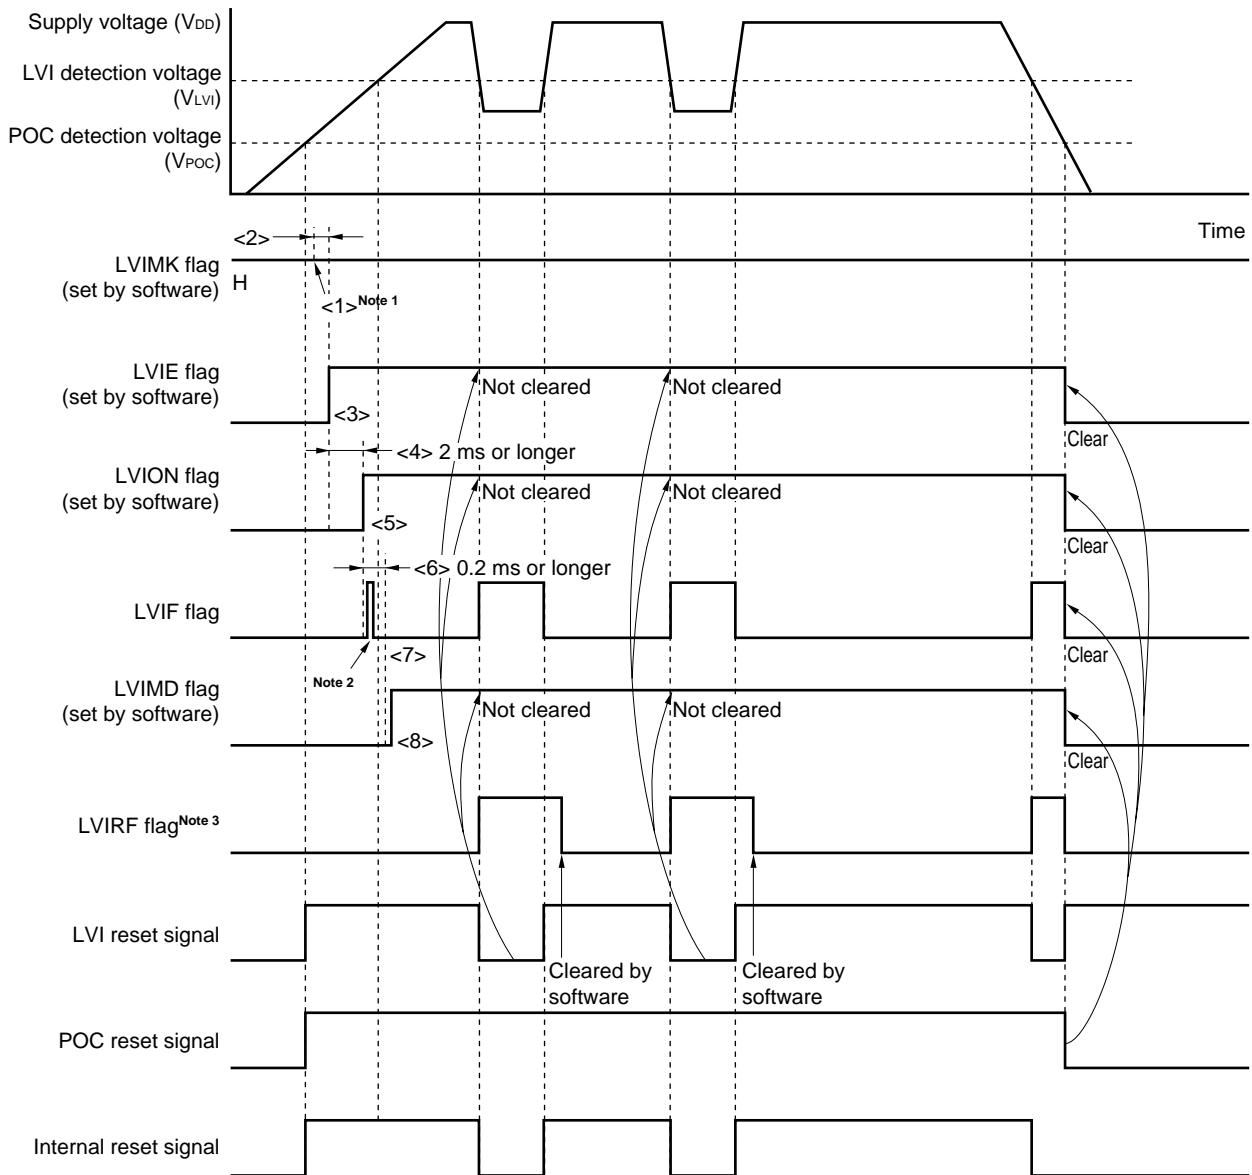 Supply voltage (VDD)
LVI detection voltage
(VLVI)
POC detection voltage
(VPOC)
Time
<2>
LVIMK flag
(set by software)
H
<1>Note 1
LVIE flag
(set by software)
Not cleared
Not cleared
<3>
Clear
<4> 2 ms or longer
LVION flag
(set by software)
Not cleared
Not cleared
<5>
Clear
<6> 0.2 ms or longer
LVIF flag
Note 2
<7>
Clear
LVIMD flag
(set by software)
Not cleared
Not cleared
<8>
Clear
LVIRF flagNote 3
LVI reset signal
Cleared by
software
Cleared by
software
POC reset signal
Internal reset signal